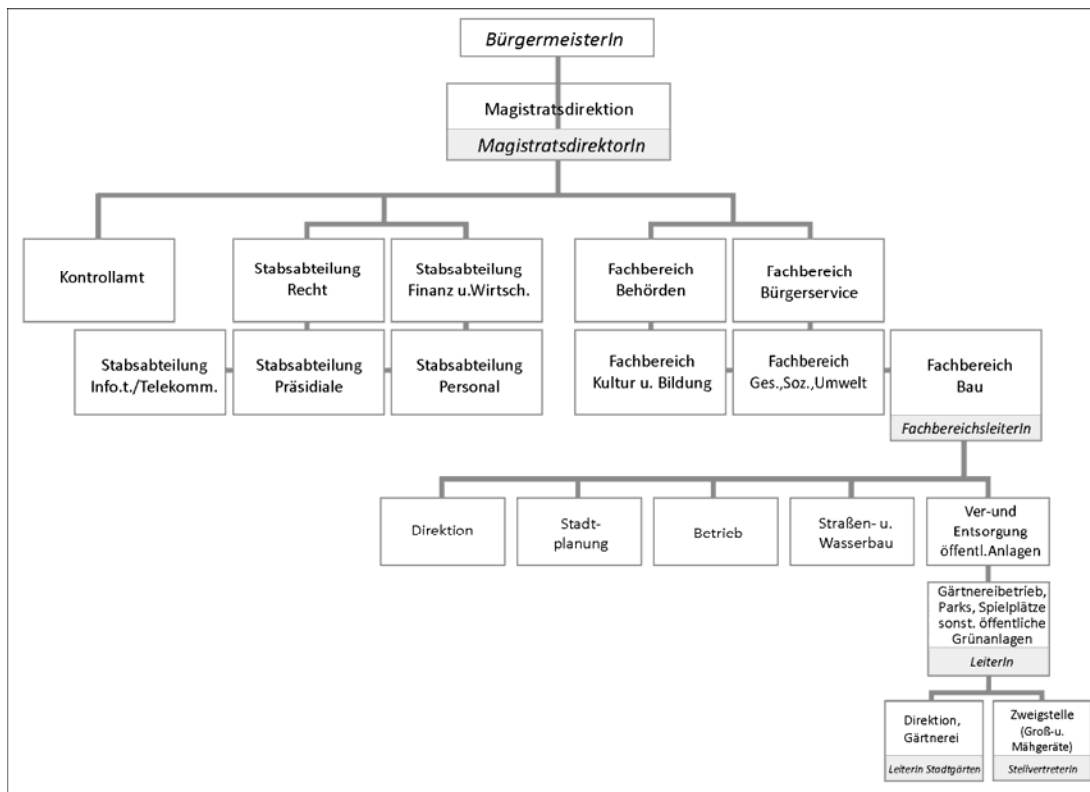 BürgermeisterIn
Magistratsdirektion
MagistratsdirektorIn
Kontrollamt
Stabsabteilung
Recht
Stabsabteilung
Finanz u.Wirtsch.
Fachbereich
Behörden
Fachbereich
Bürgerservice
Stabsabteilung
Info.t./Telekomm.
Stabsabteilung
Präsidiale
Stabsabteilung
Personal
Fachbereich
Kultur u. Bildung
Fachbereich
Ges.,Soz.,Umwelt
Fachbereich
Bau
FachbereichsleiterIn
Direktion
Stadt-
planung
Betrieb
Straßen- u.
Wasserbau
Ver-und
Entsorgung
öffentl.Anlagen
Gärtnereibetrieb,
Parks, Spielplätze
sonst. öffentliche
Grünanlagen
LeiterIn
Direktion,
Gärtnerei
LeiterIn Stadtgärten
Zweigstelle
(Groß-u.
Mähgeräte)
StellvertreterIn